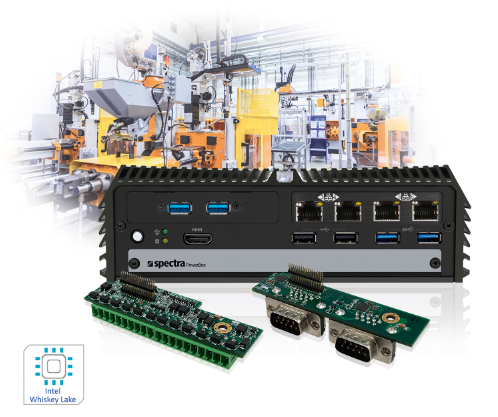 HDMI
spectra PowerBox
Intel
Whiskey Lake